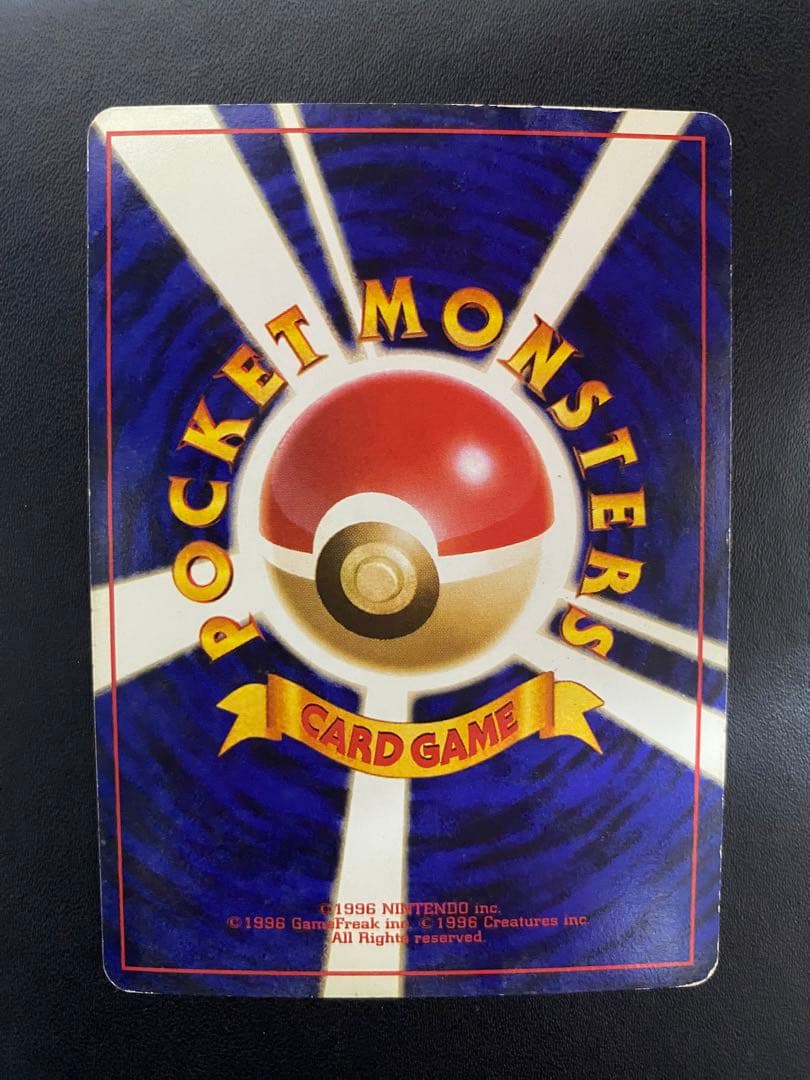 POCKET MONSTERS
CARD GAME
©1996 NINTENDO inc.
©1996 GameFreak inc. ©1996 Creatures inc.
All Rights reserved.